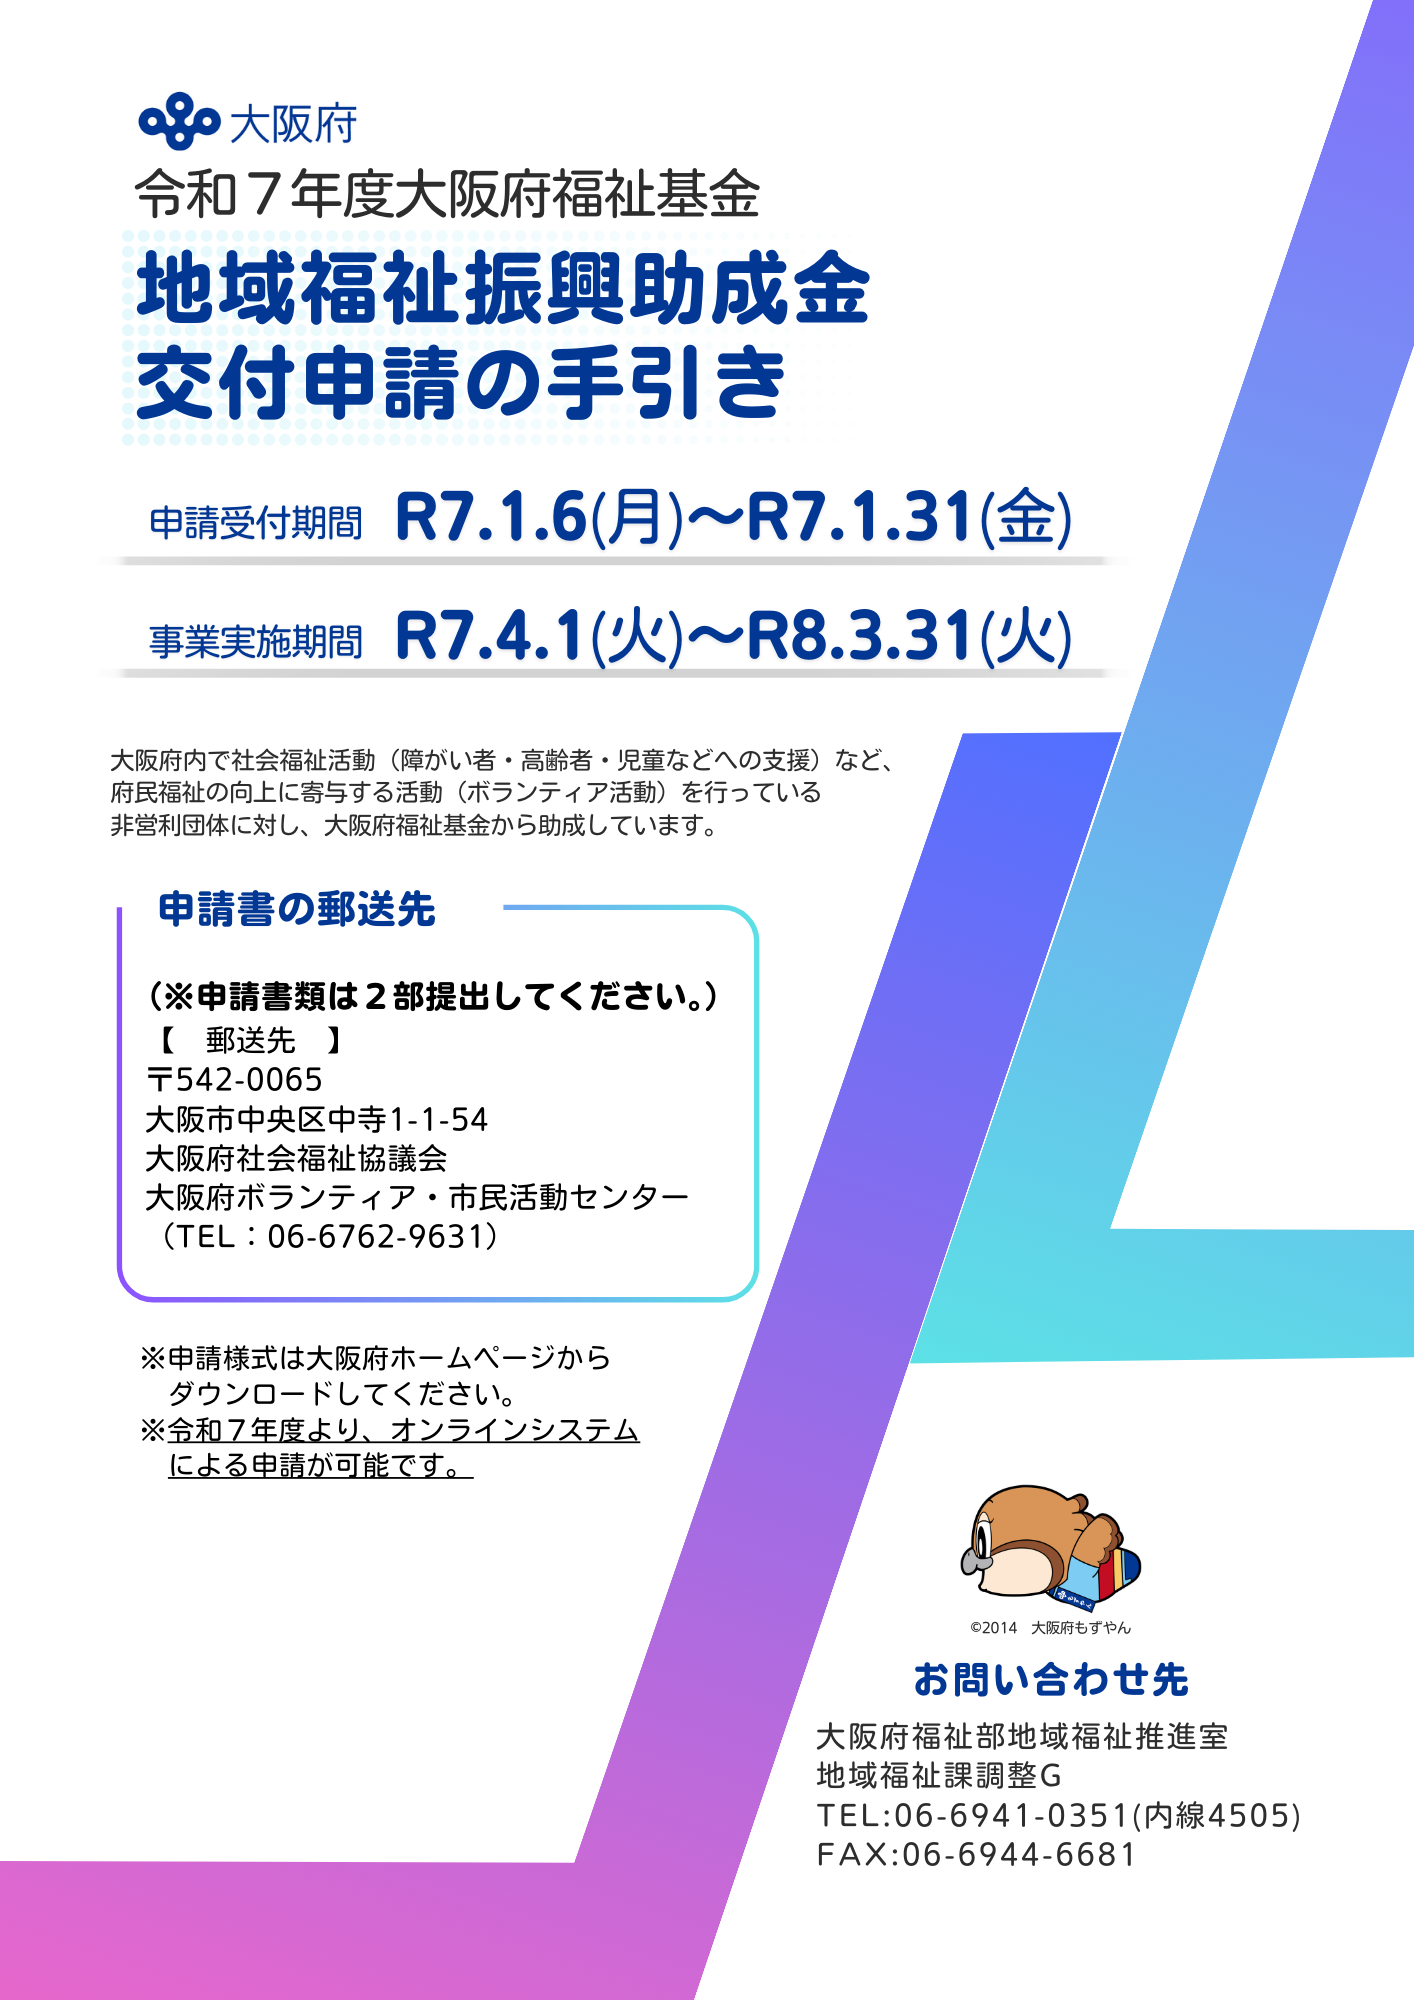 大阪府
令和７年度大阪府福祉基金
地域福祉振興助成金
交付申請の手引き
申請受付期間 R7.1.6(月)～R7.1.31(金)
事業実施期間 R7.4.1(火)～R8.3.31(火)
大阪府内で社会福祉活動（障がい者・高齢者・児童などへの支援）など、
府民福祉の向上に寄与する活動（ボランティア活動）を行っている
非営利団体に対し、大阪府福祉基金から助成しています。
申請書の郵送先
（※申請書類は２部提出してください。）
【　郵送先　】
〒542-0065
大阪市中央区中寺1-1-54
大阪府社会福祉協議会
大阪府ボランティア・市民活動センター
（TEL：06-6762-9631）
※申請様式は大阪府ホームページから
ダウンロードしてください。
※令和７年度より、オンラインシステム
による申請が可能です。
©2014　大阪府もずやん
お問い合わせ先
大阪府福祉部地域福祉推進室
地域福祉課調整G
TEL:06-6941-0351(内線4505)
FAX:06-6944-6681